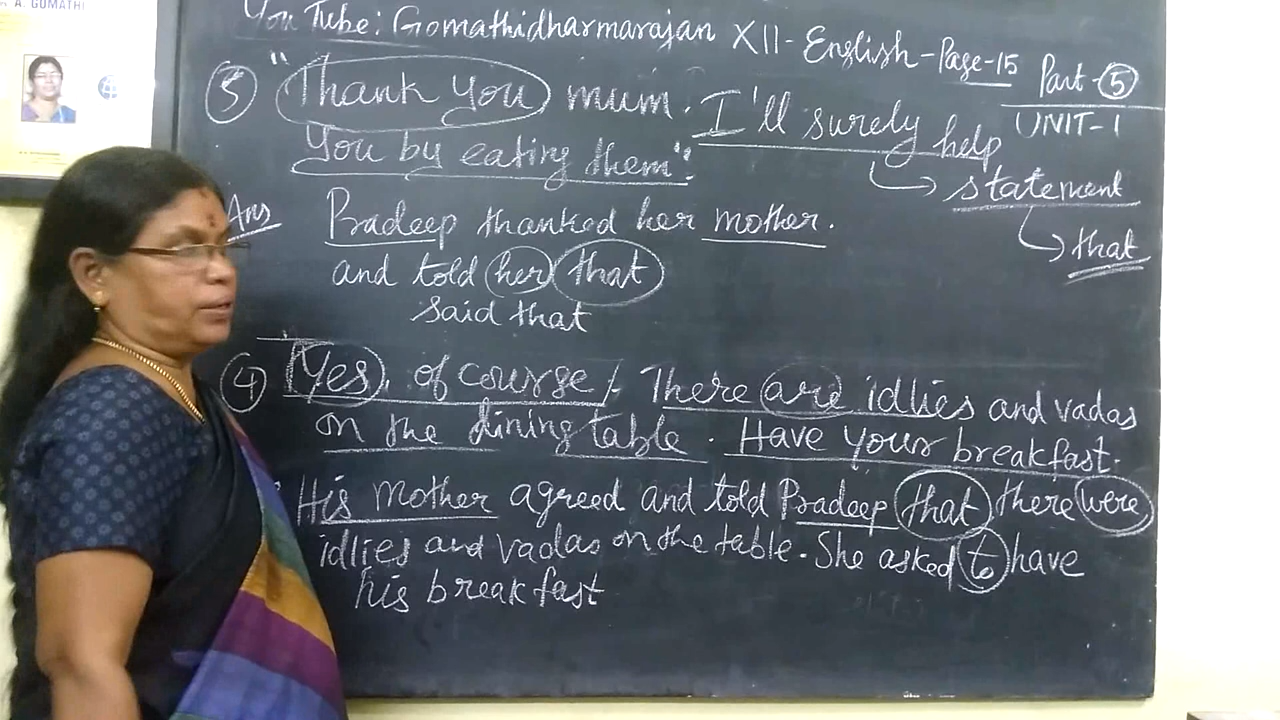 A. GOMATHI
You Tube: Gomathidharmarajan XII - English - Page-15
Part - 5
UNIT - 1
5 "Thank you mum. I'll surely help
You by eating them".
statement
that
Ans Pradeep thanked her mother.
and told her that
said that
4 Yes, of course!. There are idlies and vadas
on the dining table. Have your breakfast.
His Mother agreed and told Pradeep that there were
idlies and vadas on the table. She asked to have
his breakfast